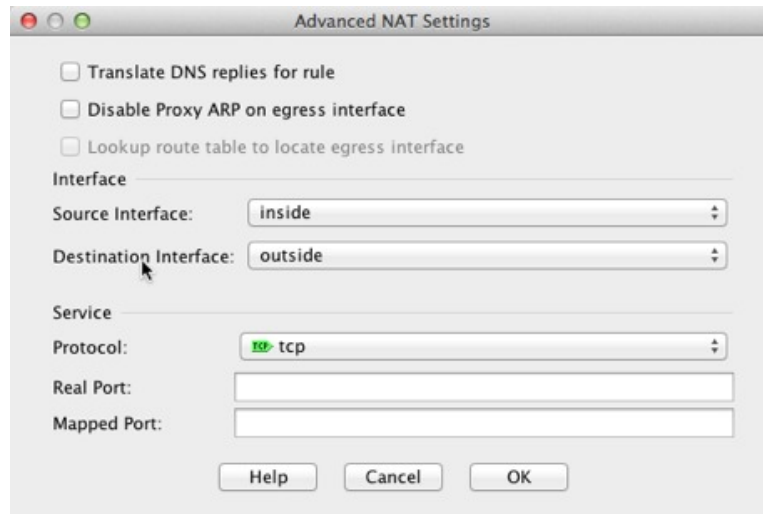 Advanced NAT Settings
Translate DNS replies for rule
Disable Proxy ARP on egress interface
Lookup route table to locate egress interface
Interface
Source Interface: inside
Destination Interface: outside
Service
Protocol: TCP tcp
Real Port:
Mapped Port:
Help Cancel OK